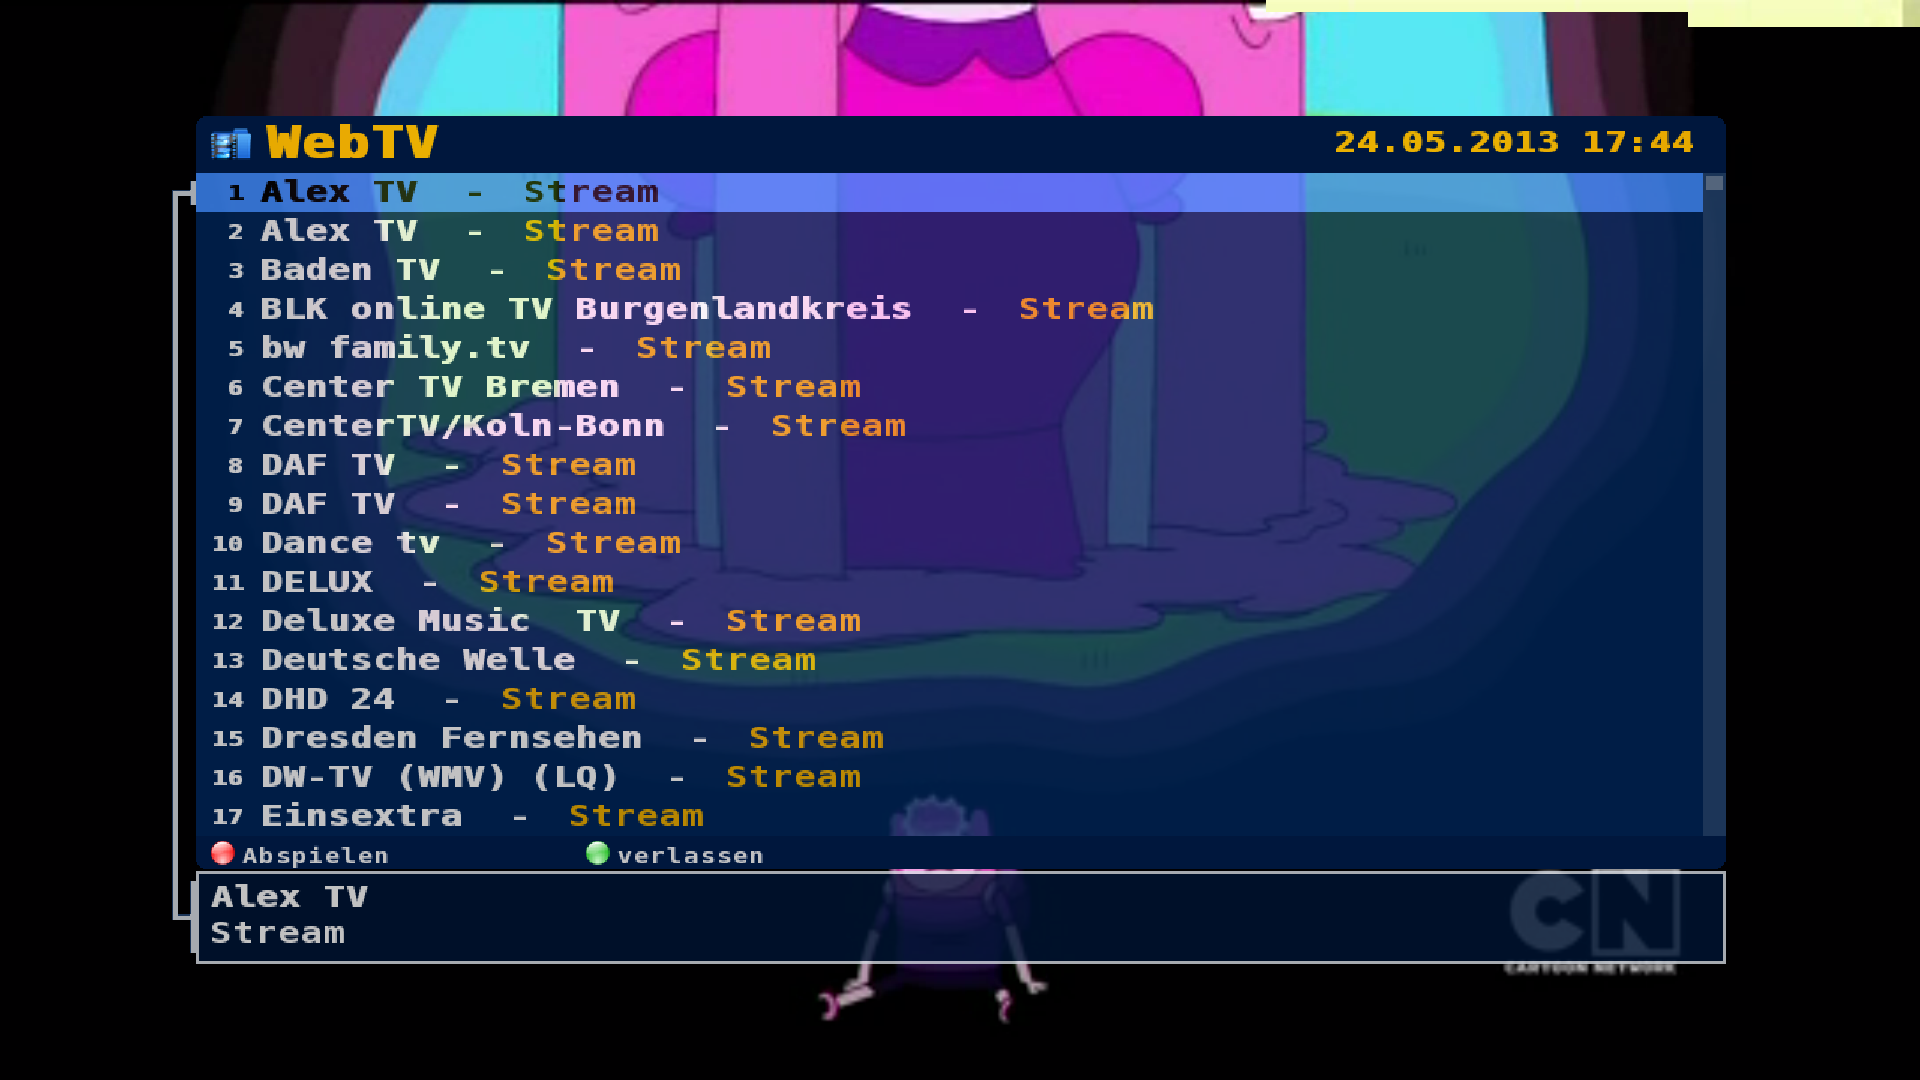 WebTV 24.05.2013 17:44
1 Alex TV - Stream
2 Alex TV - Stream
3 Baden TV - Stream
4 BLK online TV Burgenlandkreis - Stream
5 bw family.tv - Stream
6 Center TV Bremen - Stream
7 CenterTV/Koln-Bonn - Stream
8 DAF TV - Stream
9 DAF TV - Stream
10 Dance tv - Stream
11 DELUX - Stream
12 Deluxe Music TV - Stream
13 Deutsche Welle - Stream
14 DHD 24 - Stream
15 Dresden Fernsehen - Stream
16 DW-TV (WMV) (LQ) - Stream
17 Einsextra - Stream
Abspielen verlassen
Alex TV
Stream
CN
CARTOON NETWORK